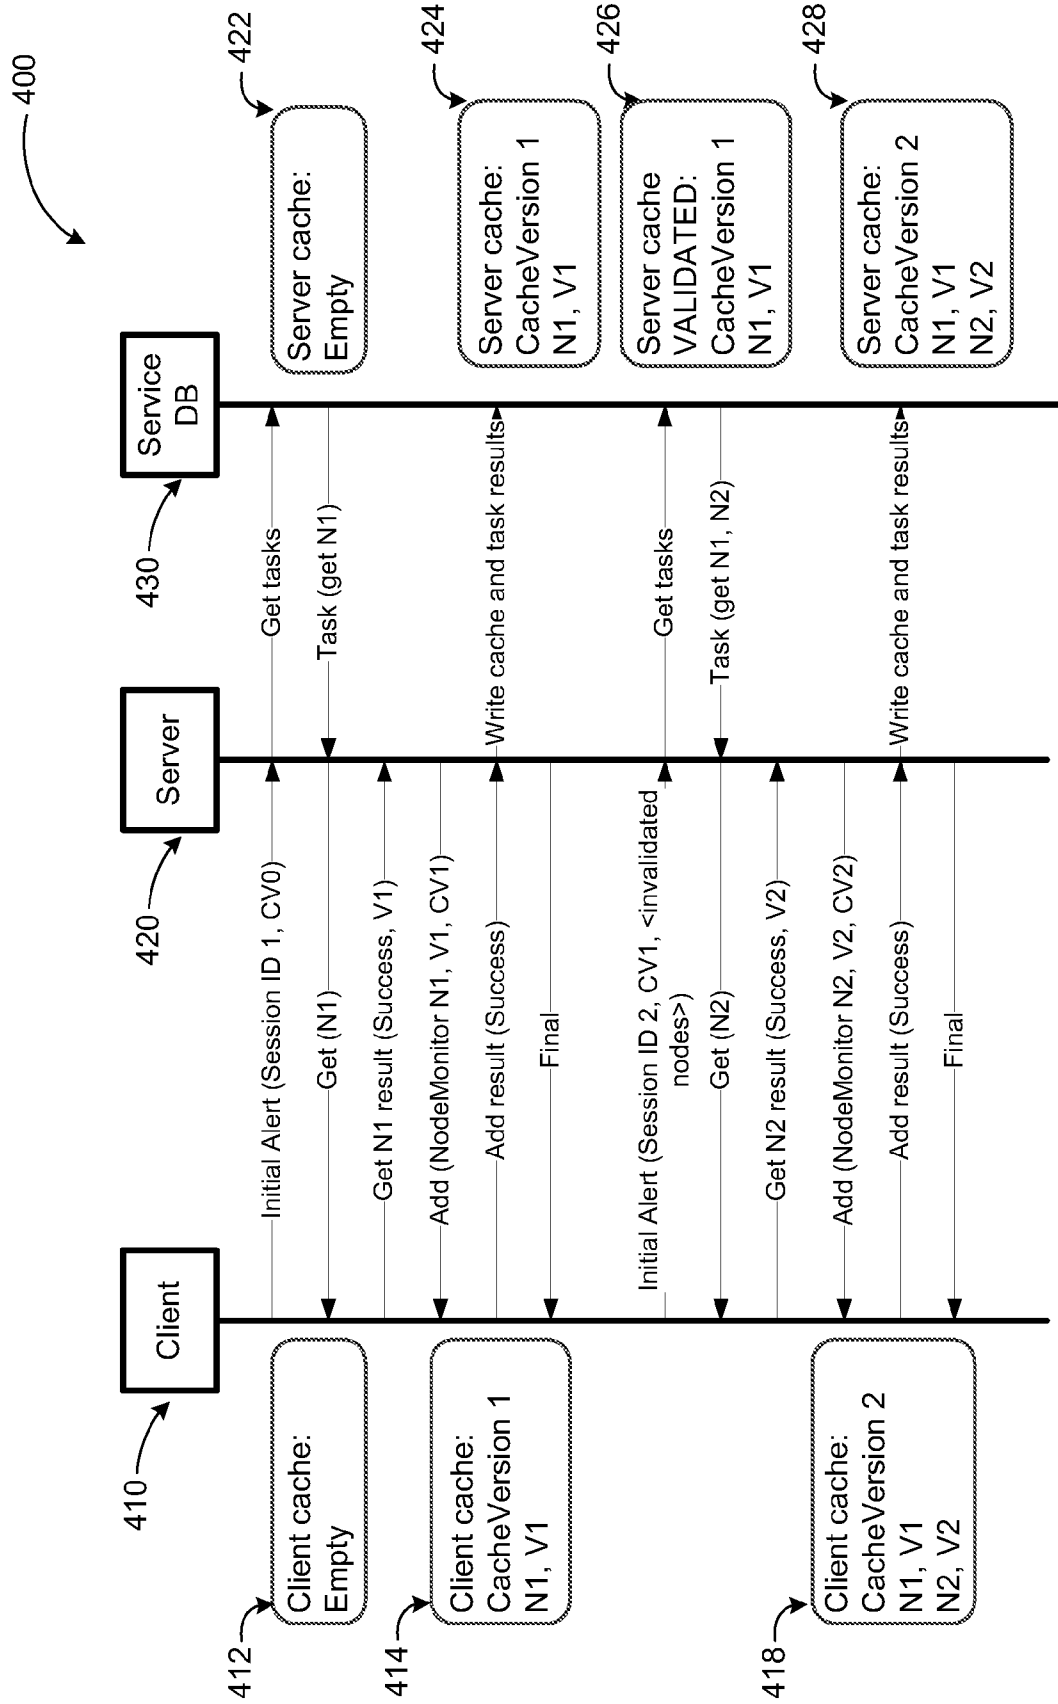 400
410
Client
420
Server
430
Service
DB
412
Client cache:
Empty
Initial Alert (Session ID 1, CV0)
Get tasks
422
Server cache:
Empty
Get (N1)
Task (get N1)
Get N1 result (Success, V1)
414
Client cache:
CacheVersion 1
N1, V1
Add (NodeMonitor N1, V1, CV1)
Add result (Success)
Write cache and task results
424
Server cache:
CacheVersion 1
N1, V1
Final
Initial Alert (Session ID 2, CV1, <invalidated
nodes>)
Get tasks
426
Server cache
VALIDATED:
CacheVersion 1
N1, V1
Get (N2)
Task (get N1, N2)
Get N2 result (Success, V2)
418
Client cache:
CacheVersion 2
N1, V1
N2, V2
Add (NodeMonitor N2, V2, CV2)
Add result (Success)
Write cache and task results
428
Server cache:
CacheVersion 2
N1, V1
N2, V2
Final